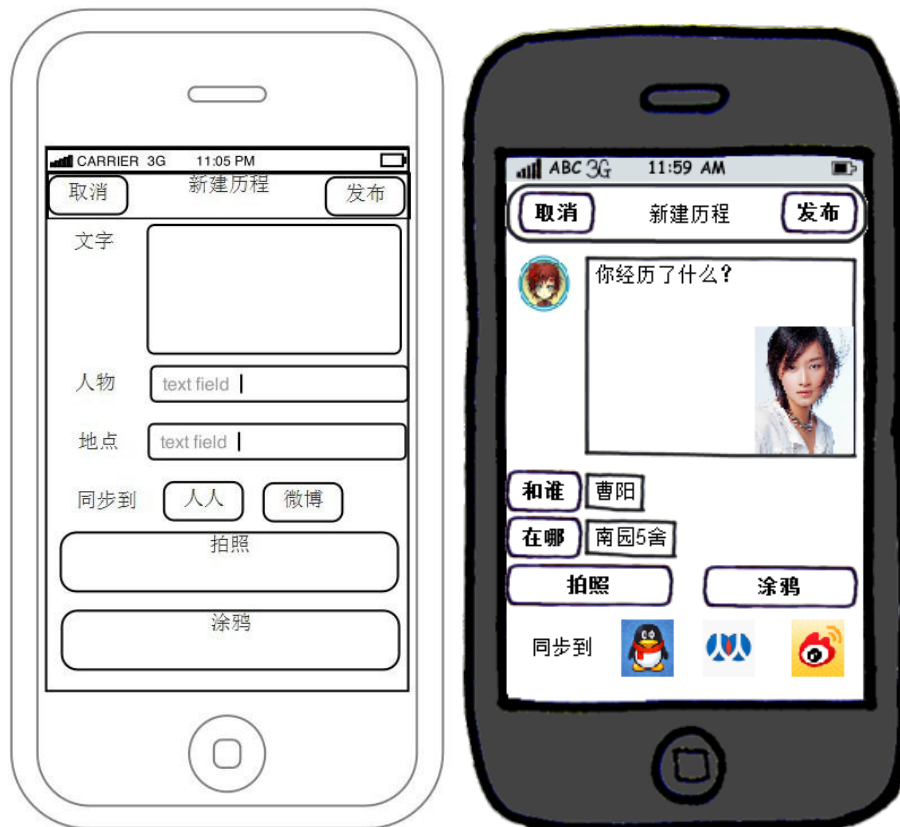 CARRIER 3G 11:05 PM
取消 新建历程 发布
文字
人物 text field
地点 text field
同步到 人人 微博
拍照
涂鸦
ABC 3G 11:59 AM
取消 新建历程 发布
你经历了什么?
和谁 曹阳
在哪 南园5舍
拍照 涂鸦
同步到